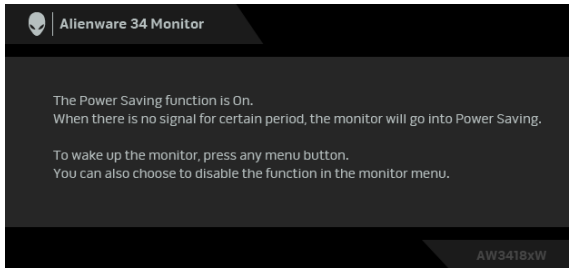 Alienware 34 Monitor
The Power Saving function is On.
When there is no signal for certain period, the monitor will go into Power Saving.
To wake up the monitor, press any menu button.
You can also choose to disable the function in the monitor menu.
AW3418xW